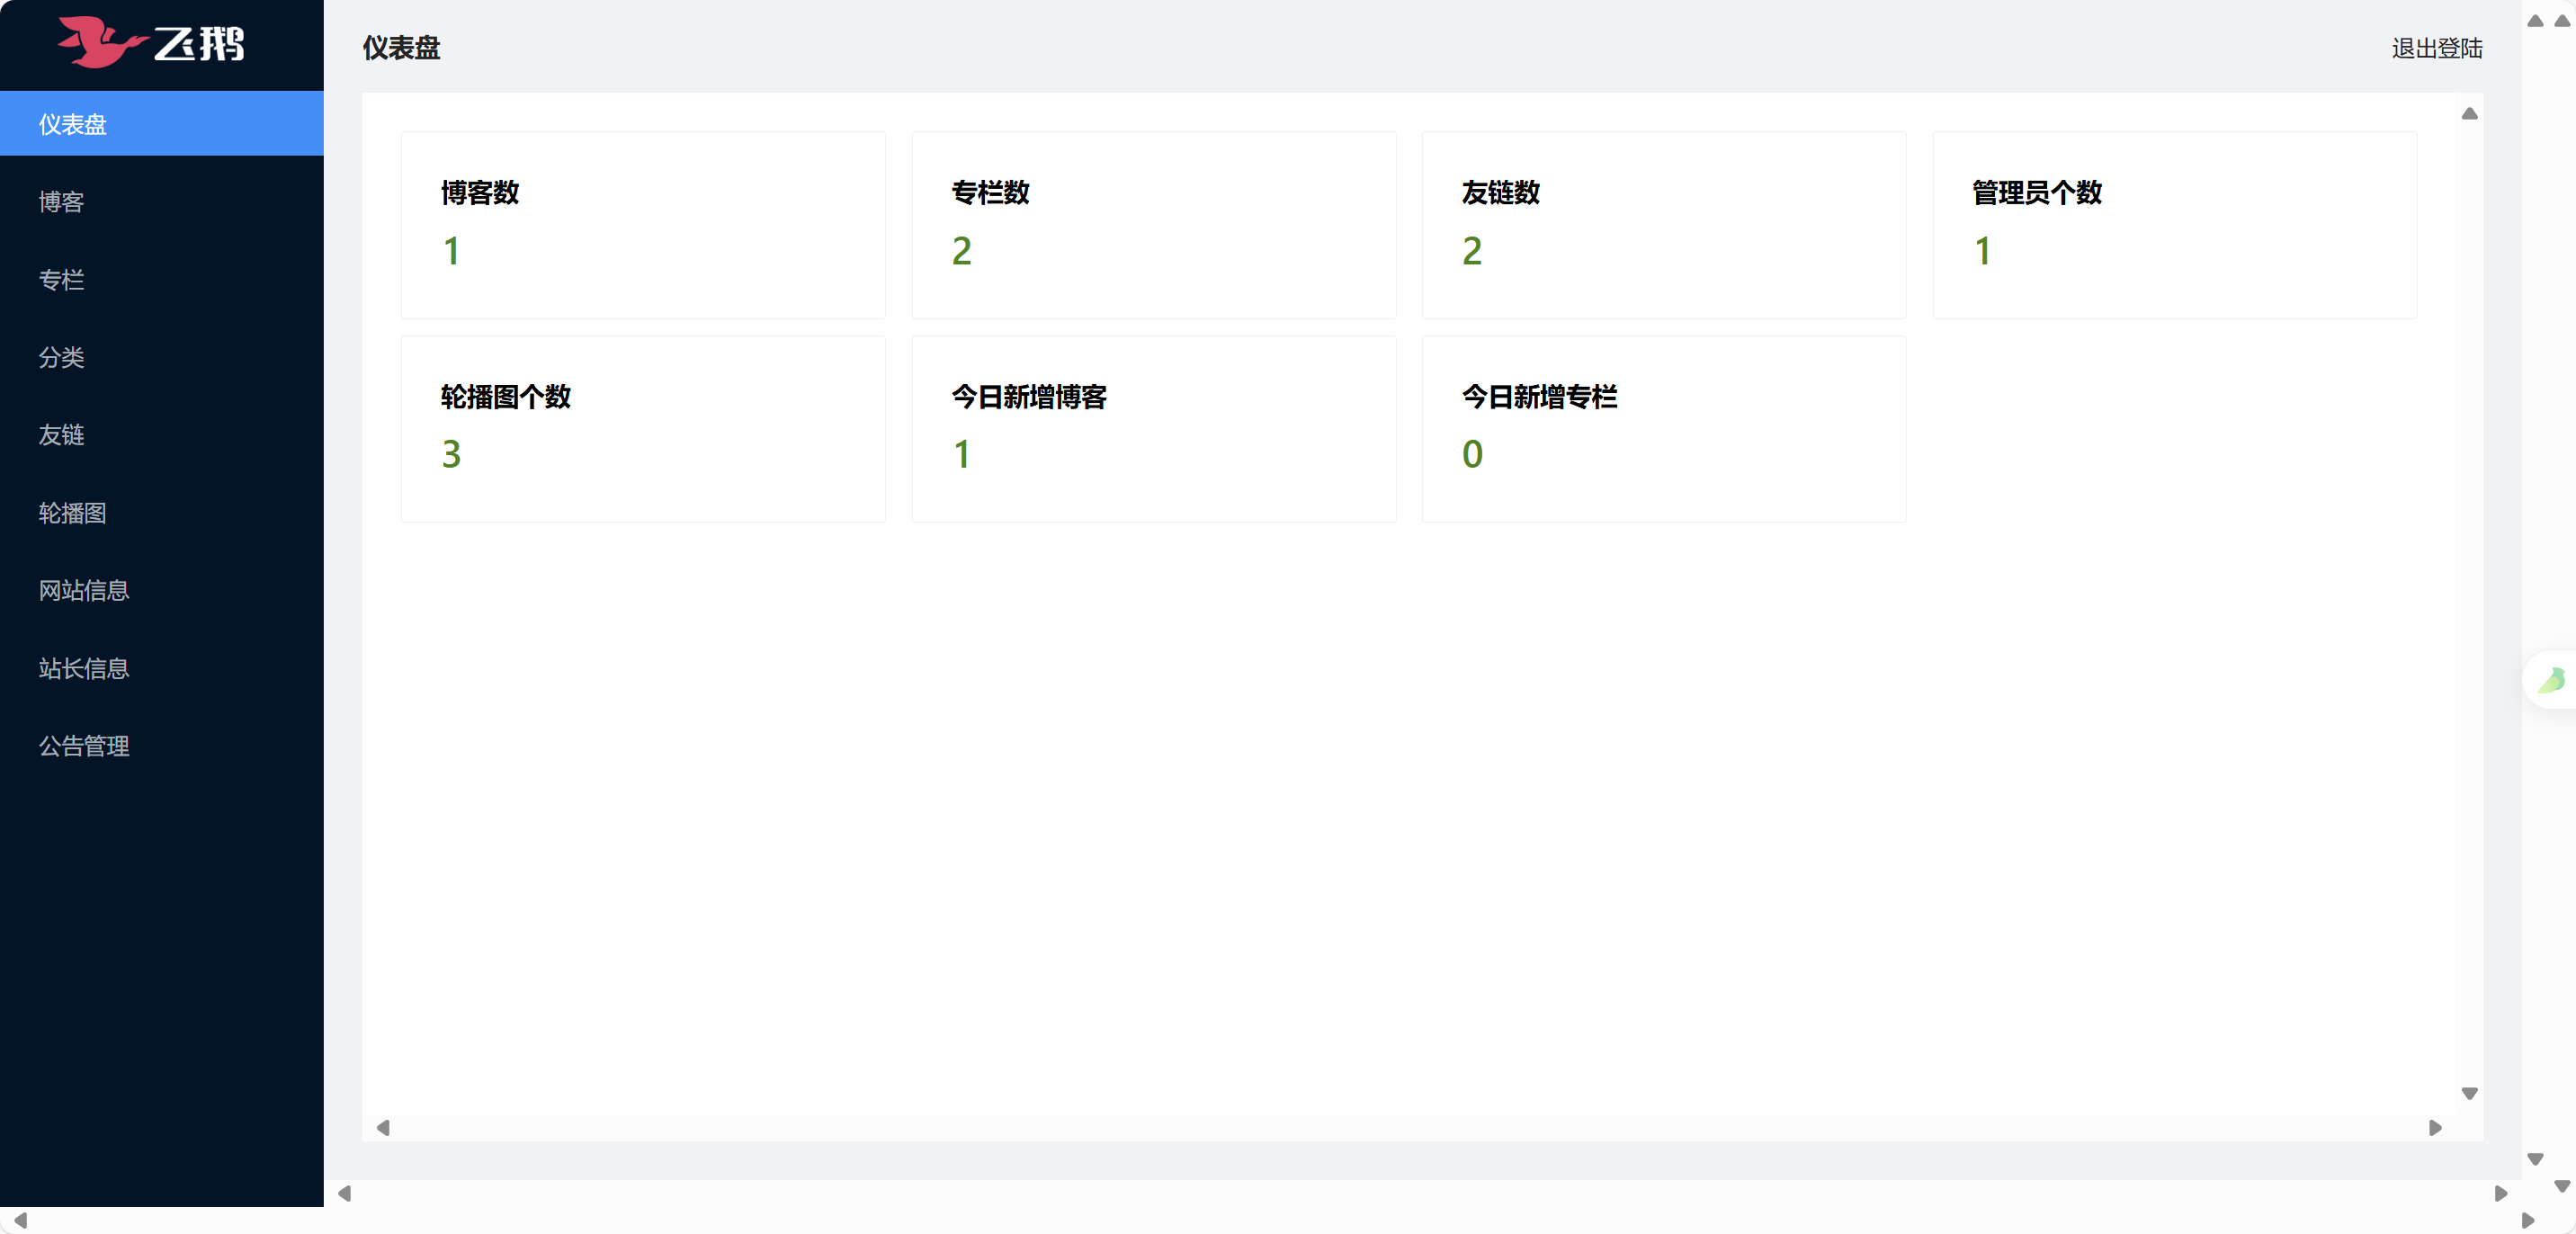 飞鹅
仪表盘
博客
专栏
分类
友链
轮播图
网站信息
站长信息
公告管理
仪表盘
退出登陆
博客数
1
专栏数
2
友链数
2
管理员个数
1
轮播图个数
3
今日新增博客
1
今日新增专栏
0